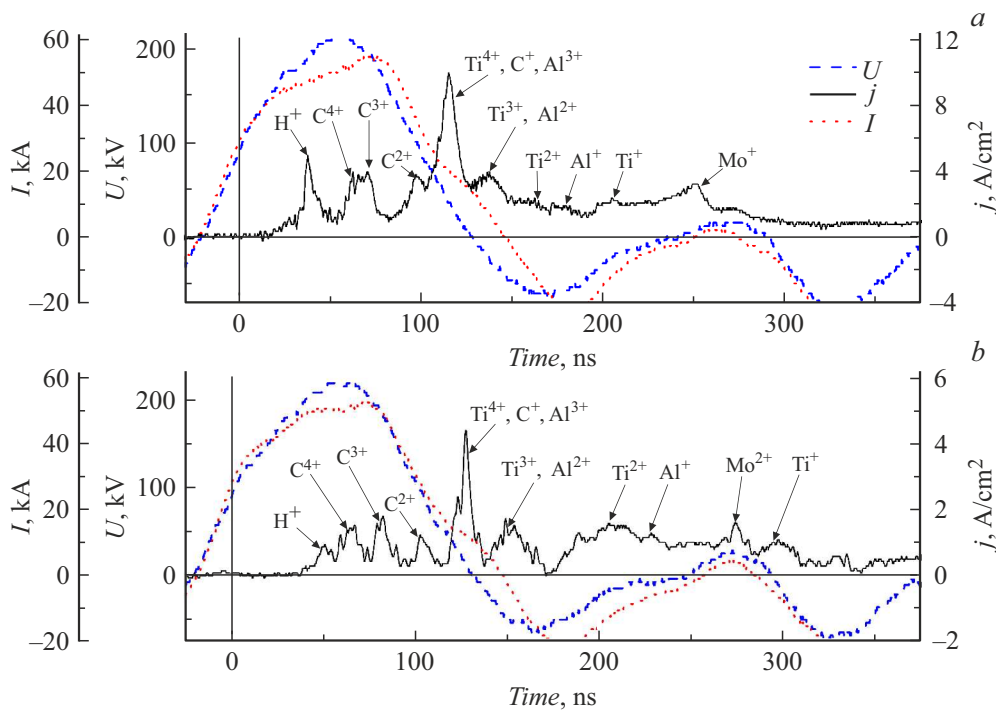 a
60
40
20
0
–20
I, kA
200
100
0
U, kV
12
8
4
0
–4
j, A/cm²
H⁺
C⁴⁺
C³⁺
C²⁺
Ti⁴⁺, C⁺, Al³⁺
Ti³⁺, Al²⁺
Ti²⁺
Al⁺
Ti⁺
Mo⁺
U
j
I
0
100
200
300
Time, ns
b
60
40
20
0
–20
I, kA
200
100
0
U, kV
6
4
2
0
–2
j, A/cm²
H⁺
C⁴⁺
C³⁺
C²⁺
Ti⁴⁺, C⁺, Al³⁺
Ti³⁺, Al²⁺
Ti²⁺
Al⁺
Mo²⁺
Ti⁺
0
100
200
300
Time, ns